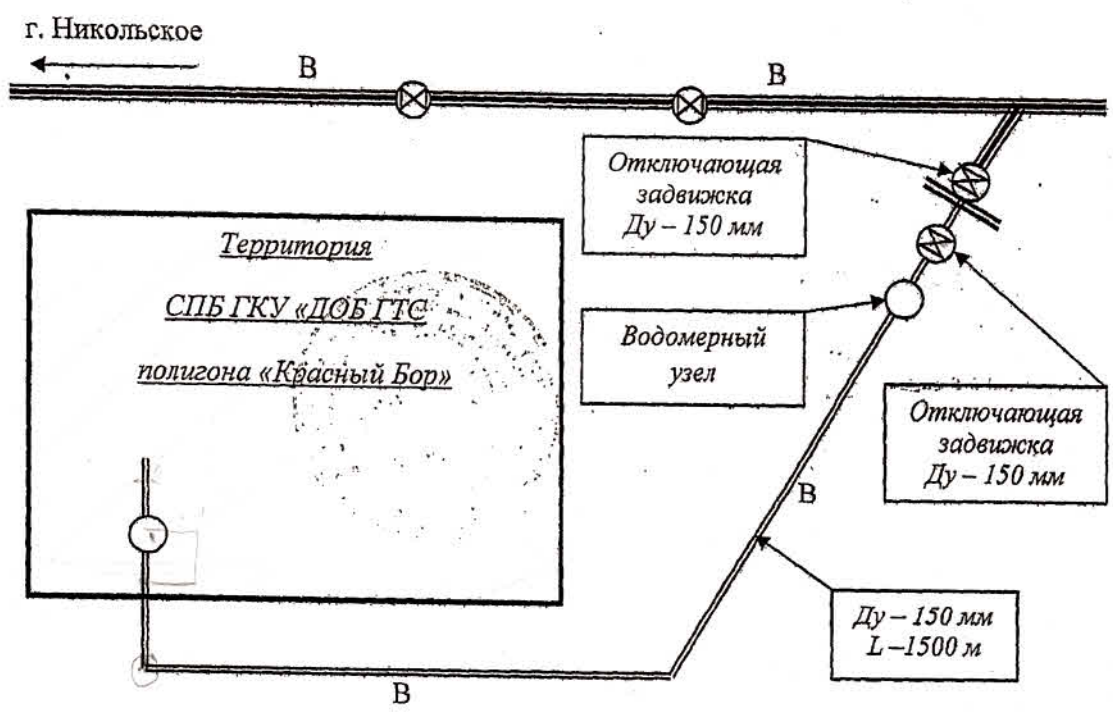 г. Никольское
В
В
Отключающая
задвижка
Ду – 150 мм
Территория
СПБ ГКУ «ДОБ ГТС
полигона «Красный Бор»
Водомерный
узел
Отключающая
задвижка
Ду – 150 мм
В
Ду – 150 мм
L –1500 м
В